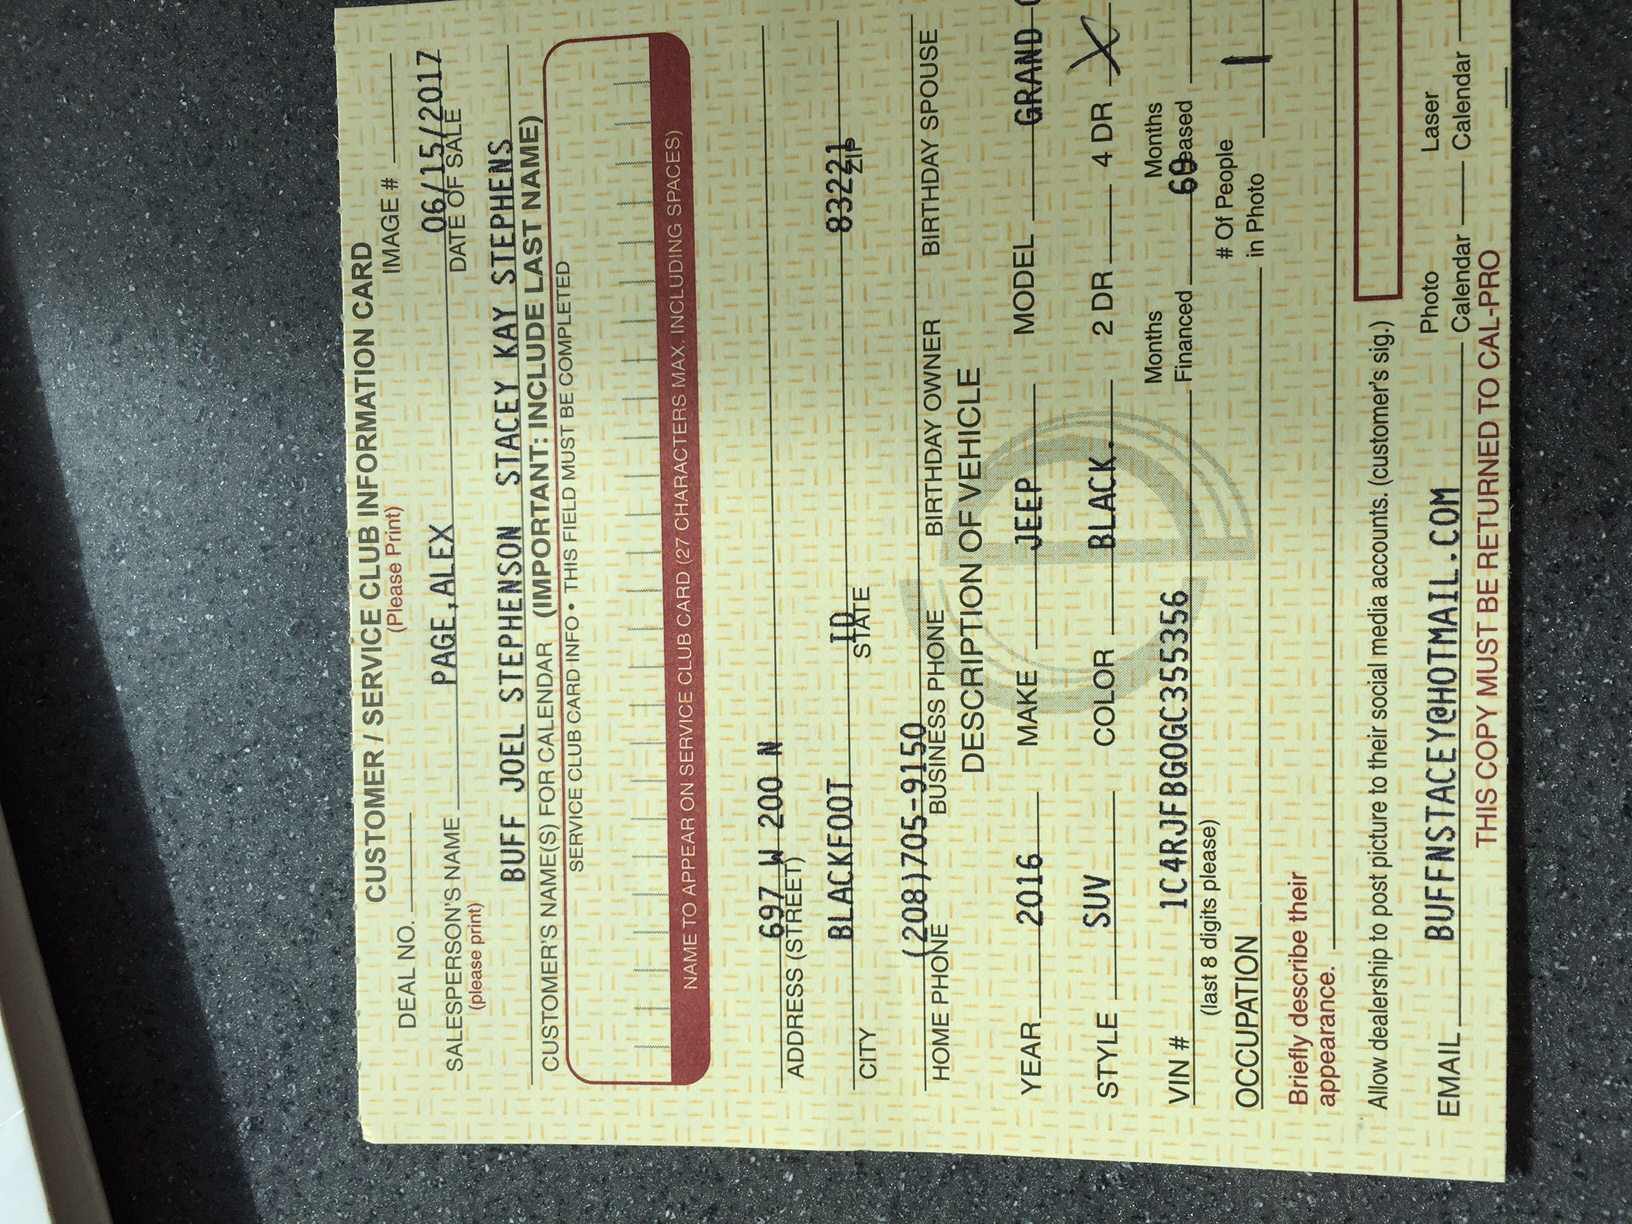 CUSTOMER / SERVICE CLUB INFORMATION CARD
(Please Print)
DEAL NO. IMAGE #
PAGE,ALEX 06/15/2017
SALESPERSON'S NAME DATE OF SALE
(please print)
BUFF JOEL STEPHENSON STACEY KAY STEPHENS
CUSTOMER'S NAME(S) FOR CALENDAR (IMPORTANT: INCLUDE LAST NAME)
SERVICE CLUB CARD INFO • THIS FIELD MUST BE COMPLETED
NAME TO APPEAR ON SERVICE CLUB CARD (27 CHARACTERS MAX. INCLUDING SPACES)
697 W 200 N
ADDRESS (STREET)
BLACKFOOT ID 83221
CITY STATE ZIP
(208)705-9150
HOME PHONE BUSINESS PHONE BIRTHDAY OWNER BIRTHDAY SPOUSE
DESCRIPTION OF VEHICLE
YEAR 2016 MAKE JEEP MODEL GRAND
STYLE SUV COLOR BLACK. 2 DR 4 DR X
VIN # 1C4RJFBG0GC355356 Months Financed Months Leased
(last 8 digits please)
OCCUPATION # Of People in Photo 1
Briefly describe their
appearance.
Allow dealership to post picture to their social media accounts. (customer's sig.)
EMAIL BUFFNSTACEY@HOTMAIL.COM Photo Calendar Laser Calendar
THIS COPY MUST BE RETURNED TO CAL-PRO